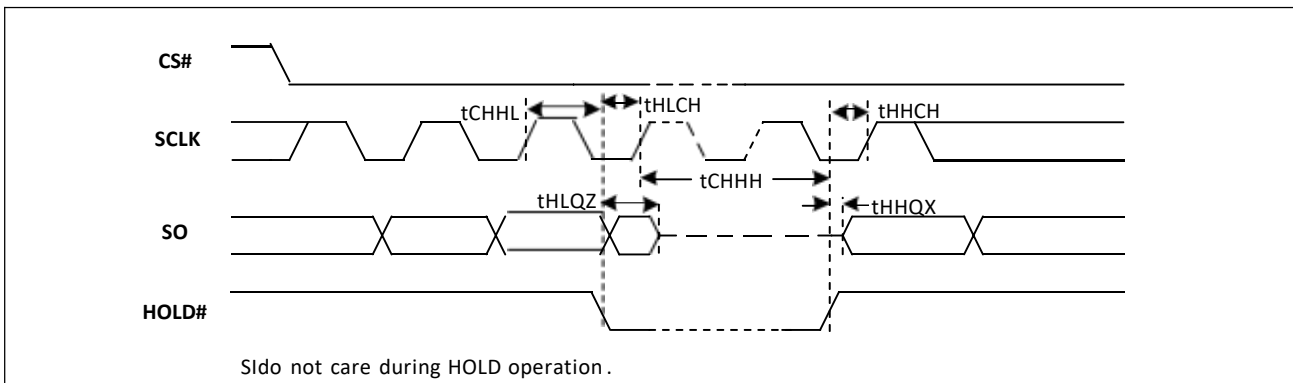 CS#
tCHHL
tHLCH
tHHCH
SCLK
tCHHH
tHLQZ
tHHQX
SO
HOLD#
SIdo not care during HOLD operation.